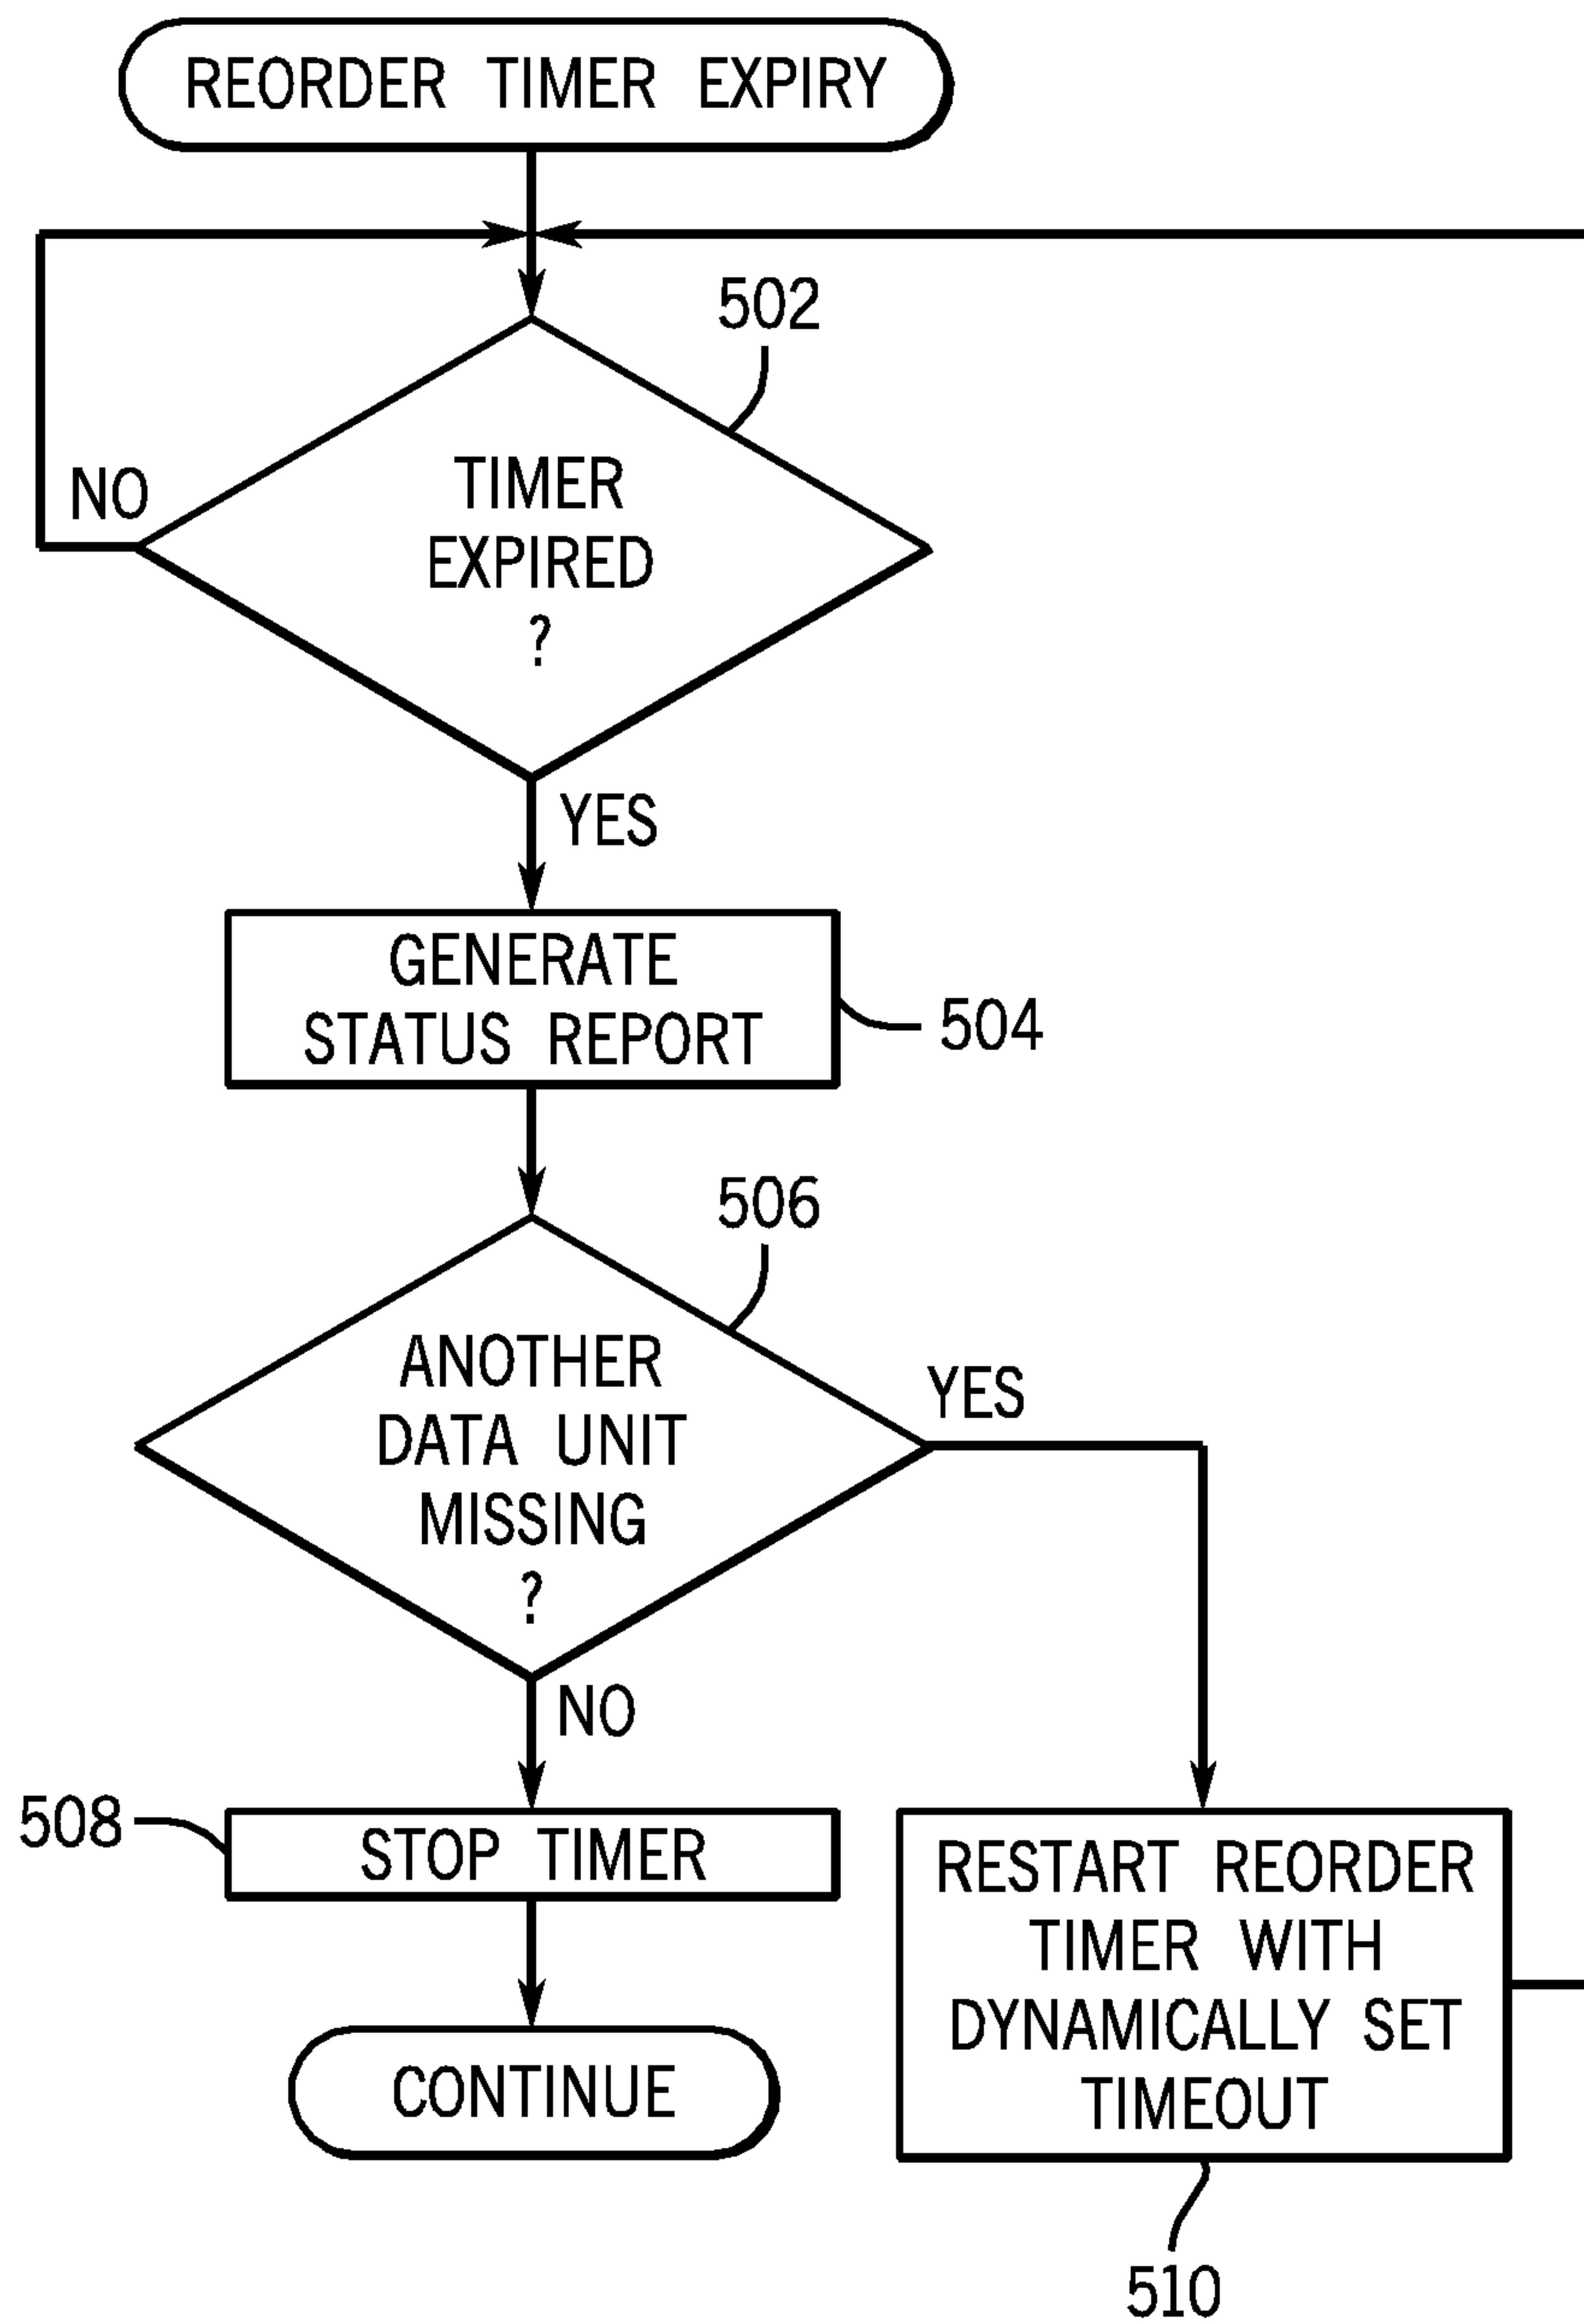 REORDER TIMER EXPIRY
502
NO
TIMER
EXPIRED
?
YES
GENERATE
STATUS REPORT
504
506
ANOTHER
DATA UNIT
MISSING
?
YES
NO
508
STOP TIMER
RESTART REORDER
TIMER WITH
DYNAMICALLY SET
TIMEOUT
CONTINUE
510